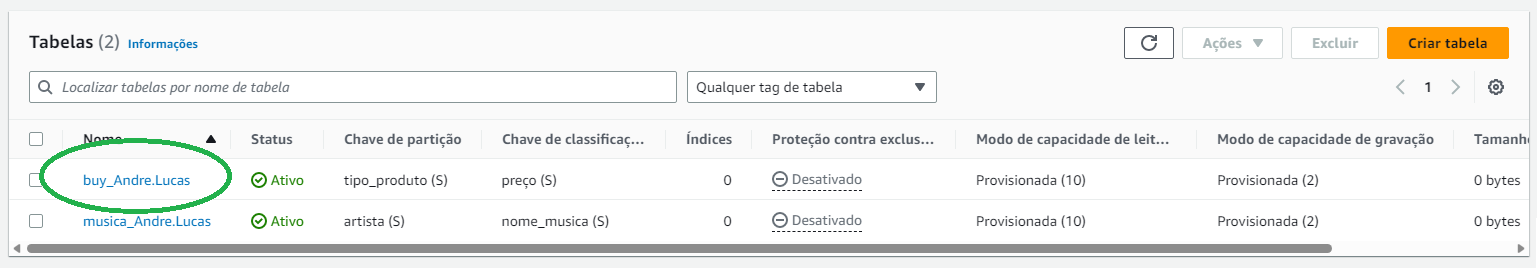 Tabelas (2) Informações
Ações Excluir Criar tabela
Localizar tabelas por nome de tabela Qualquer tag de tabela 1
Nome Status Chave de partição Chave de classificaç... Índices Proteção contra exclus... Modo de capacidade de leit... Modo de capacidade de gravação Tamanho
buy_Andre.Lucas Ativo tipo_produto (S) preço (S) 0 Desativado Provisionada (10) Provisionada (2) 0 bytes
musica_Andre.Lucas Ativo artista (S) nome_musica (S) 0 Desativado Provisionada (10) Provisionada (2) 0 bytes